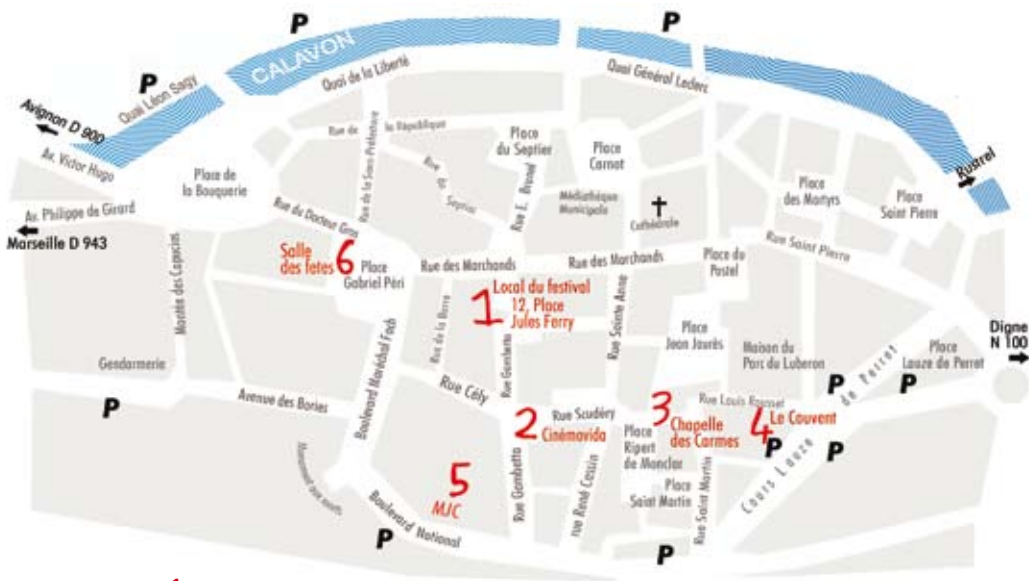 P
P
P
CALAVON
Quai Léon Sagy
Quai de la Liberté
Quai Général Leclerc
Avignon D 900
Av. Victor Hugo
Rue de la République
Place
du Septier
Place
Carnot
Rustrel
Place de
la Bouquerie
Rue de la Sous-Préfecture
Rue du Septier
Rue E. Brunel
Médiathèque
Municipale
Cathédrale
Place
des Martyrs
Place
Saint Pierre
Av. Philippe de Girard
Marseille D 943
Rue du Docteur Gros
Rue Saint Pierre
Salle
des fetes
6
Place
Gabriel Péri
Rue des Marchands
Rue des Marchands
Place du
Postel
Montée des Capucins
1
Local du festival
12, Place
Jules Ferry
Rue de la Barre
Rue Sainte Anne
Place
Jean Jaurès
Maison du
Parc du Luberon
Place
Lauze de Perret
Digne
N 100
Gendarmerie
Boulevard Maréchal Foch
Rue Gambetta
Rue Cély
P
P
P
Avenue des Bories
2
Cinémovida
Rue Scudéry
3
Chapelle
des Carmes
Rue Louis Rousset
4
Le Couvent
P
P
Cours Lauze de Perret
Place
Ripert
de Monclar
Place
Saint Martin
Rue Saint Martin
Monument aux morts
5
MJC
Rue Gambetta
rue René Cassin
Boulevard National
P
P